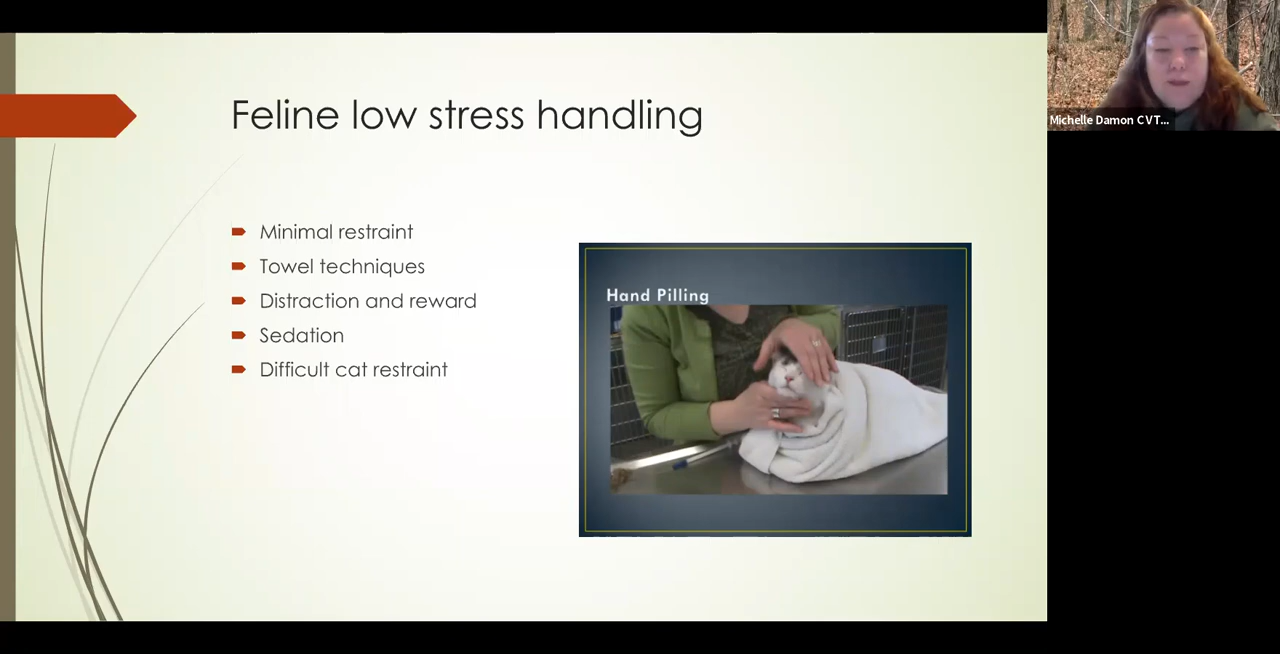 Feline low stress handling
Minimal restraint
Towel techniques
Distraction and reward
Sedation
Difficult cat restraint
Hand Pilling
Michelle Damon CVT...